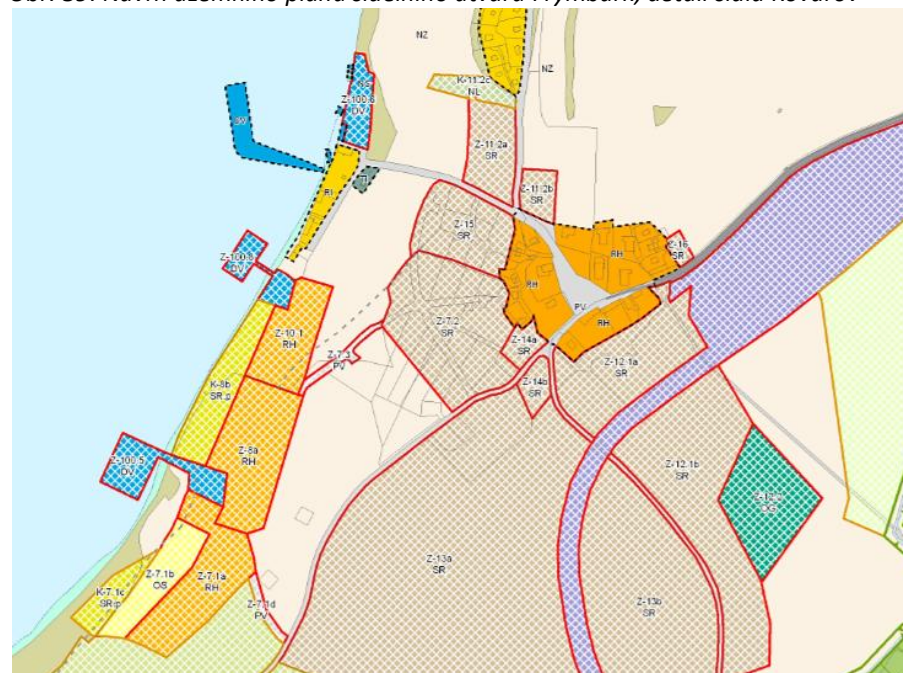 NZ
NZ
K-11.2c
NL
Z-100.6
DV
Z-11.2a
SR
Z-11.2b
SR
RI
Z-15
SR
Z-16
SR
RH
RH
RH
RH
PV
Z-100.8
DV
Z-10.1
RH
Z-7.2
SR
Z-14a
SR
Z-7.3
PV
Z-12.1a
SR
Z-14b
SR
K-8b
SR.p
Z-8a
RH
Z-100.5
DV
Z-12.1b
SR
Z-13a
SR
Z-7.1b
OS
Z-7.1a
RH
K-7.1c
SR.p
Z-7.1d
PV
Z-13b
SR